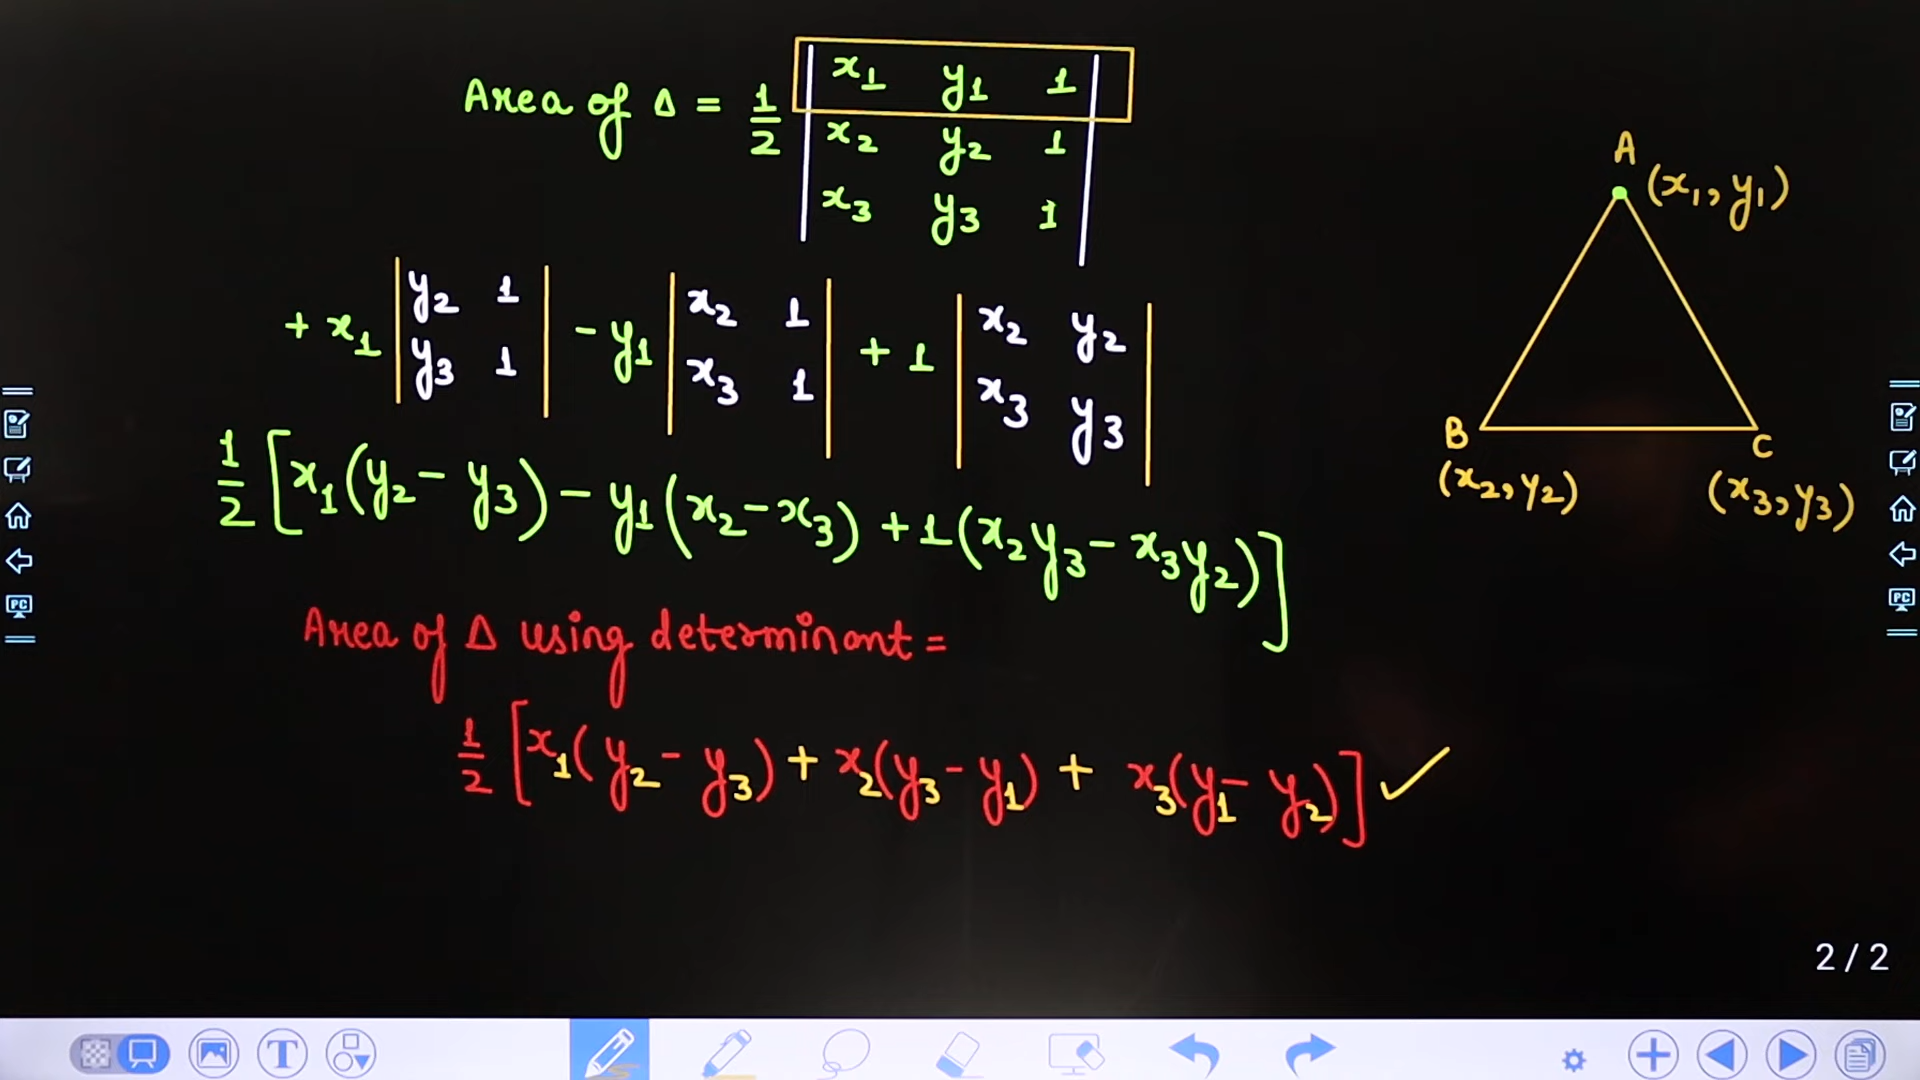 Area of Δ = 1/2 | x1 y1 1 |
| x2 y2 1 |
| x3 y3 1 |
A
(x1, y1)
B
(x2, y2)
C
(x3, y3)
+ x1 | y2 1 | - y1 | x2 1 | + 1 | x2 y2 |
| y3 1 | | x3 1 | | x3 y3 |
1/2 [x1(y2 - y3) - y1(x2 - x3) + 1(x2y3 - x3y2)]
Area of Δ using determinant =
1/2 [x1(y2 - y3) + x2(y3 - y1) + x3(y1 - y2)] ✓
2 / 2
PC
PC
T